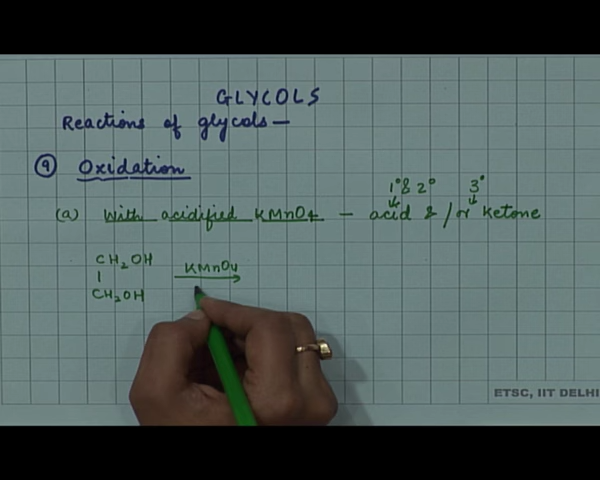 GLYCOLS
Reactions of glycols—
9 Oxidation
1° & 2° 3°
(a) With acidified KMnO4 – acid & /or ketone
CH2OH KMnO4
|
CH2OH
ETSC, IIT DELHI